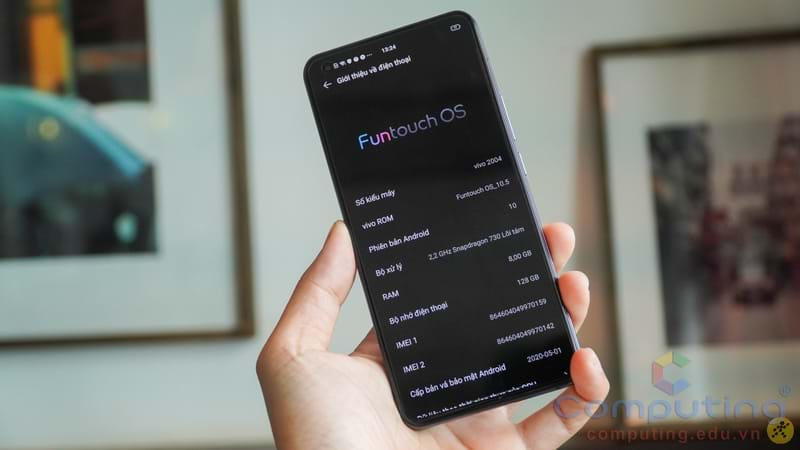 13:24
Giới thiệu về điện thoại
Funtouch OS
Số kiểu máy vivo 2004
vivo ROM Funtouch OS_10.5
Phiên bản Android 10
Bộ xử lý 2,2 GHz Snapdragon 730 Lõi tám
RAM 8,00 GB
Bộ nhớ điện thoại 128 GB
IMEI 1 864604049970159
IMEI 2 864604049970142
Cấp bản vá bảo mật Android 2020-05-01
Computing
computing.edu.vn